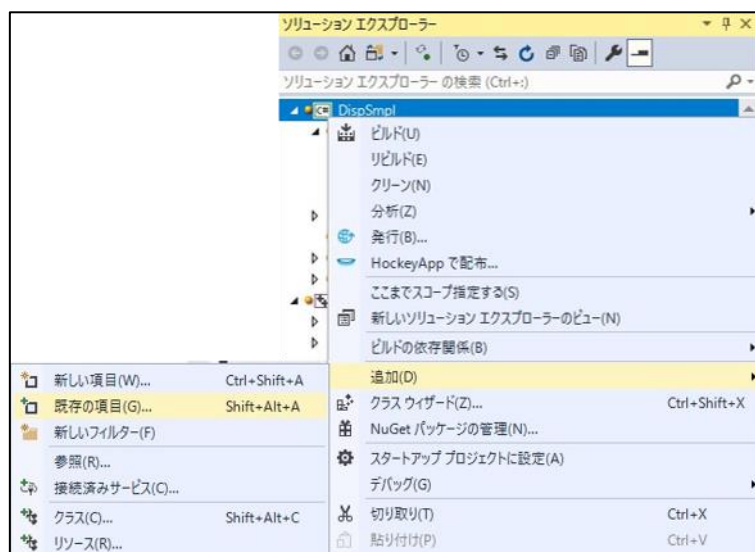 ソリューション エクスプローラー
ソリューション エクスプローラー の検索 (Ctrl+:)
DispSmpl
ビルド(U)
リビルド(E)
クリーン(N)
分析(Z)
発行(B)...
HockeyApp で配布...
ここまでスコープ指定する(S)
新しいソリューション エクスプローラーのビュー(N)
ビルドの依存関係(B)
追加(D)
クラス ウィザード(Z)... Ctrl+Shift+X
NuGet パッケージの管理(N)...
スタートアップ プロジェクトに設定(A)
デバッグ(G)
切り取り(T) Ctrl+X
貼り付け(P) Ctrl+V
新しい項目(W)... Ctrl+Shift+A
既存の項目(G)... Shift+Alt+A
新しいフィルター(F)
参照(R)...
接続済みサービス(C)...
クラス(C)... Shift+Alt+C
リソース(R)...